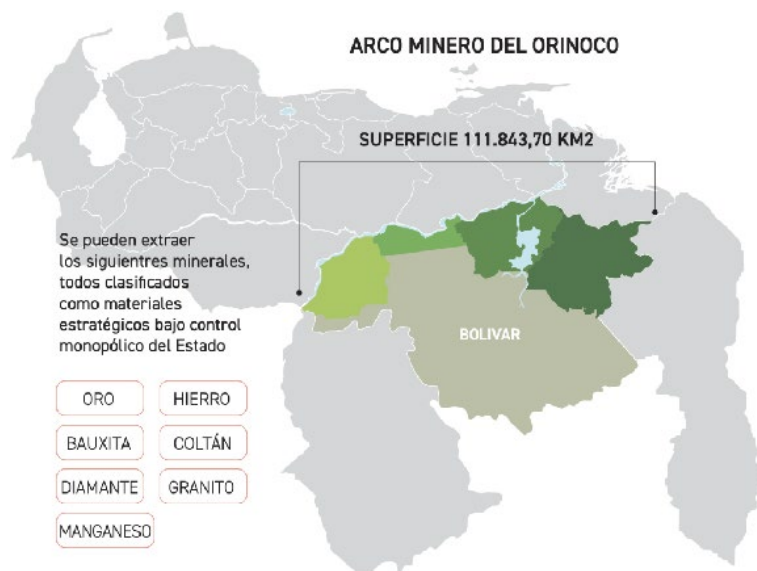 ARCO MINERO DEL ORINOCO
SUPERFICIE 111.843,70 KM2
Se pueden extraer
los siguientres minerales,
todos clasificados
como materiales
estratégicos bajo control
monopólico del Estado
BOLIVAR
ORO
HIERRO
BAUXITA
COLTÁN
DIAMANTE
GRANITO
MANGANESO